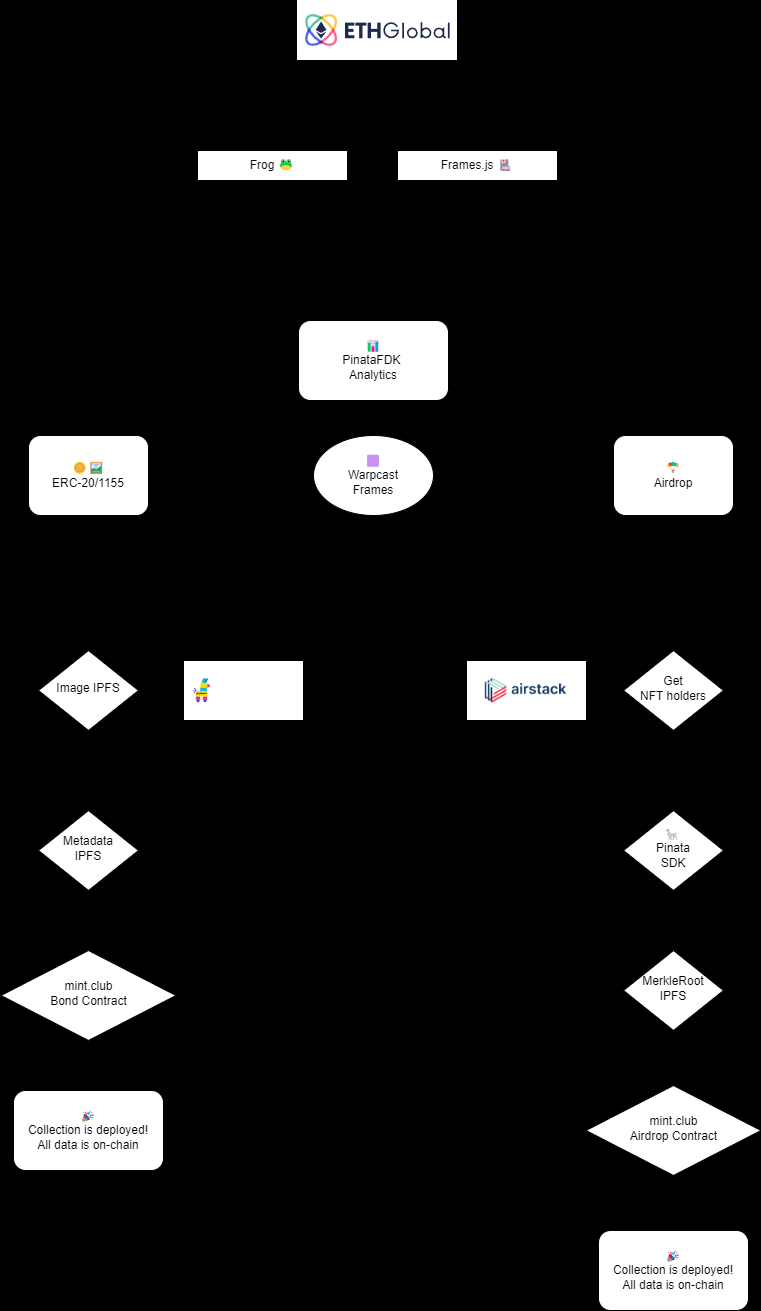 ETHGlobal
Frog 🐸
Frames.js
📊
PinataFDK
Analytics
ERC-20/1155
Warpcast
Frames
Airdrop
Image IPFS
airstack
Get
NFT holders
Metadata
IPFS
Pinata
SDK
mint.club
Bond Contract
MerkleRoot
IPFS
🎉
Collection is deployed!
All data is on-chain
mint.club
Airdrop Contract
🎉
Collection is deployed!
All data is on-chain